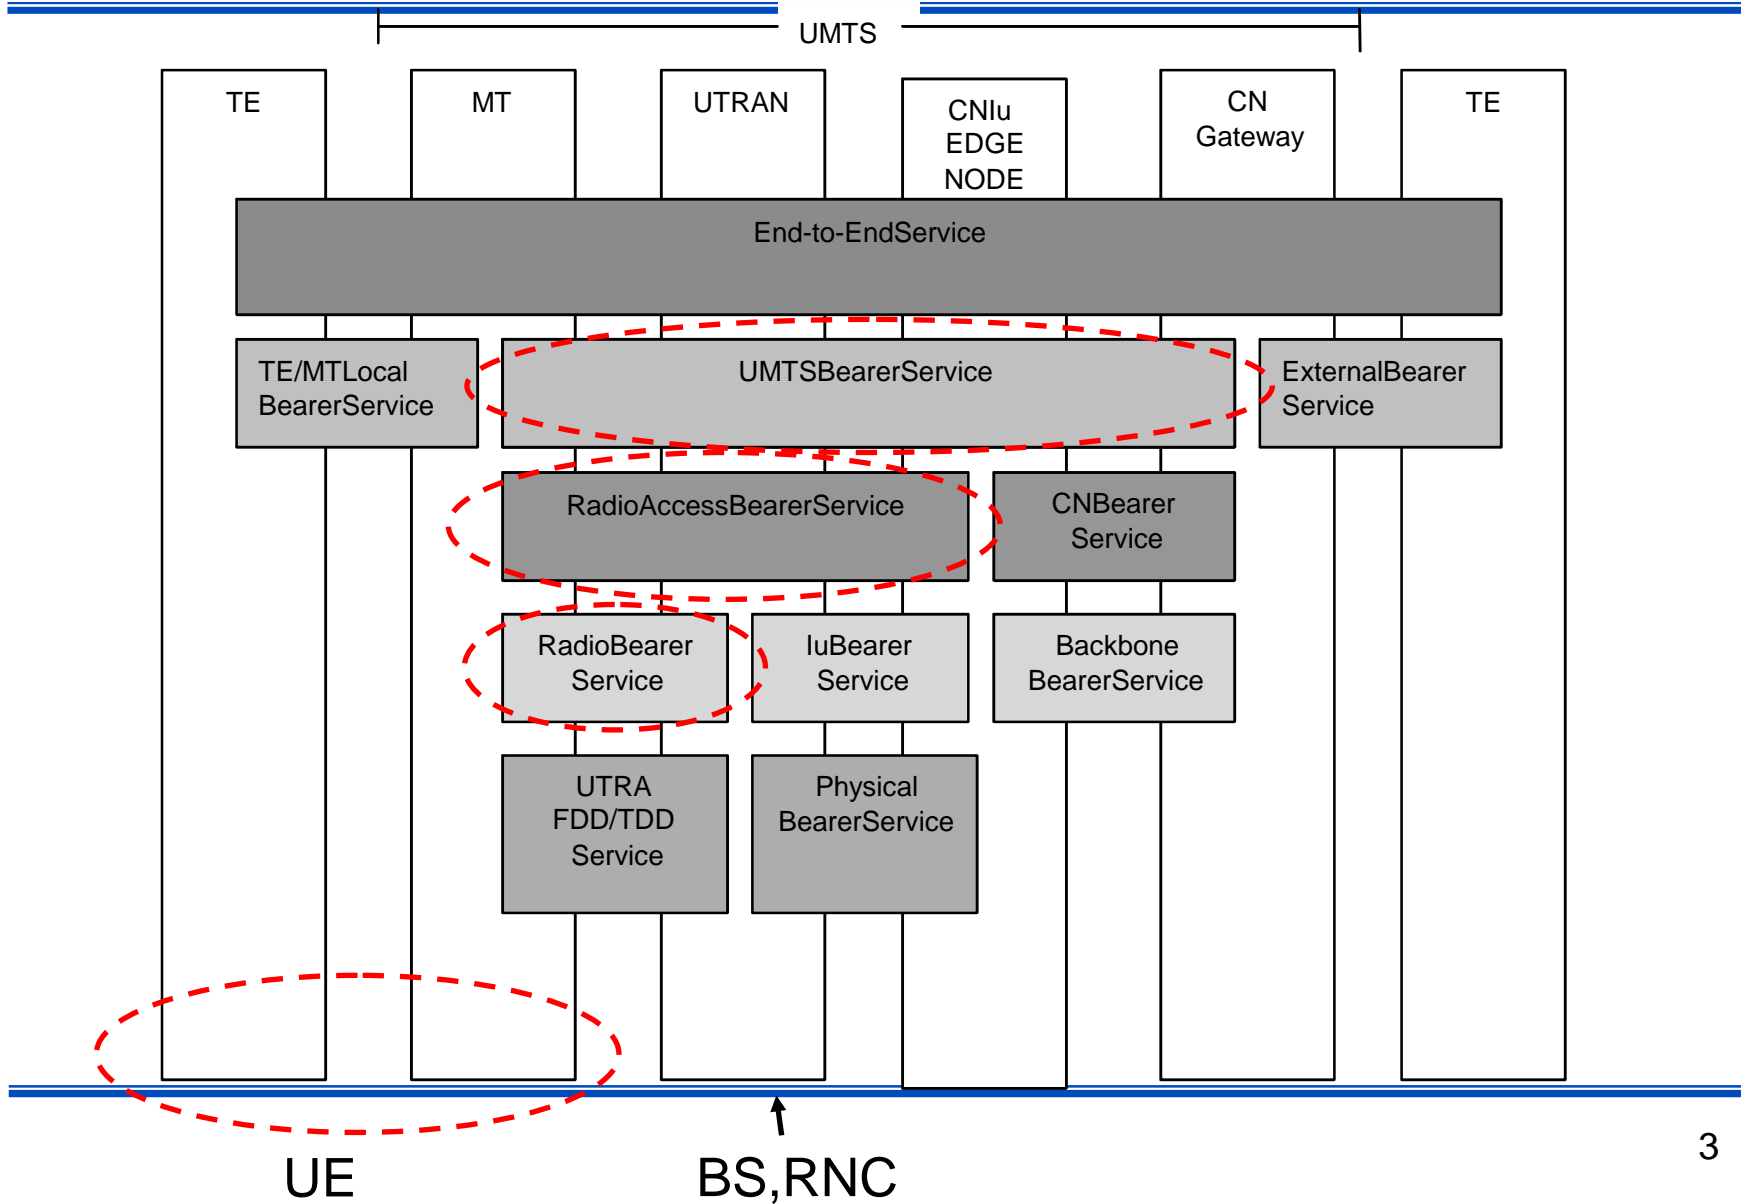 UMTS
TE
MT
UTRAN
CNIu
EDGE
NODE
CN
Gateway
TE
End-to-EndService
TE/MTLocal
BearerService
UMTSBearerService
ExternalBearer
Service
RadioAccessBearerService
CNBearer
Service
RadioBearer
Service
IuBearer
Service
Backbone
BearerService
UTRA
FDD/TDD
Service
Physical
BearerService
UE
BS,RNC
3